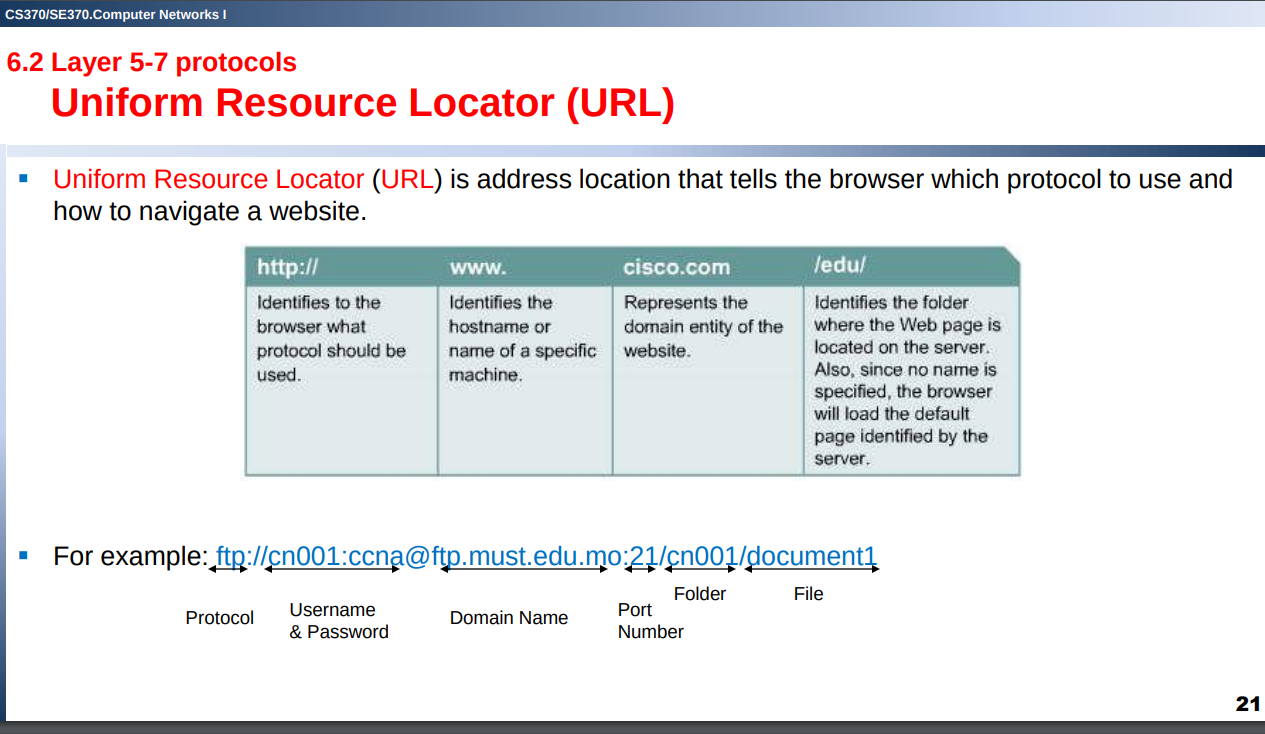 CS370/SE370.Computer Networks I
6.2 Layer 5-7 protocols
Uniform Resource Locator (URL)
Uniform Resource Locator (URL) is address location that tells the browser which protocol to use and
how to navigate a website.
http://
Identifies to the
browser what
protocol should be
used.
www.
Identifies the
hostname or
name of a specific
machine.
cisco.com
Represents the
domain entity of the
website.
/edu/
Identifies the folder
where the Web page is
located on the server.
Also, since no name is
specified, the browser
will load the default
page identified by the
server.
For example: ftp://cn001:ccna@ftp.must.edu.mo:21/cn001/document1
Protocol
Username
& Password
Domain Name
Port
Number
Folder
File
21